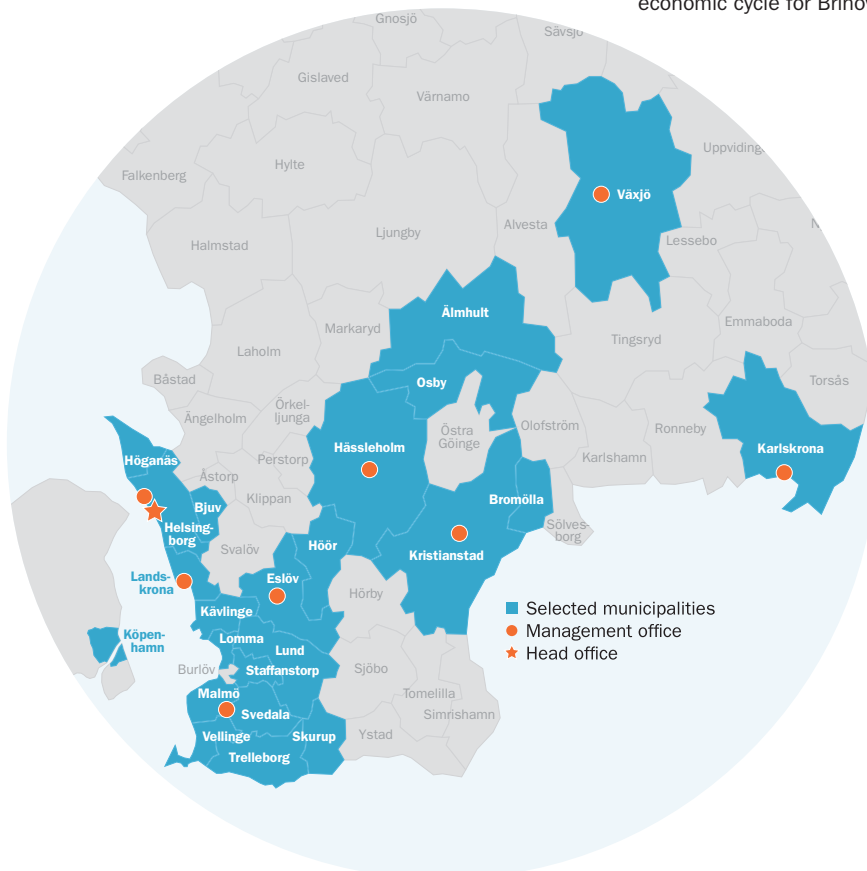 economic cycle for Brinov
Gnosjö
Sävsjö
Gislaved
Värnamo
Uppviding
Hylte
Falkenberg
Växjö
Alvesta
Ljungby
Lessebo
Halmstad
N
Älmhult
Emmaboda
Markaryd
Tingsryd
Laholm
Båstad
Osby
Torsås
Örkel-
ljunga
Ängelholm
Olofström
Östra
Göinge
Ronneby
Hässleholm
Karlskrona
Karlshamn
Höganäs
Perstorp
Åstorp
Klippan
Bromölla
Bjuv
Helsing-
borg
Sölves-
borg
Svalöv
Höör
Kristianstad
Lands-
krona
Eslöv
Hörby
Kävlinge
Selected municipalities
Management office
Head office
Köpen-
hamn
Lomma
Lund
Burlöv
Staffanstorp
Sjöbo
Malmö
Tomelilla
Svedala
Simrishamn
Vellinge
Skurup
Ystad
Trelleborg